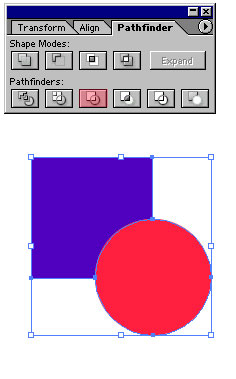 Transform Align Pathfinder
Shape Modes:
Expand
Pathfinders: